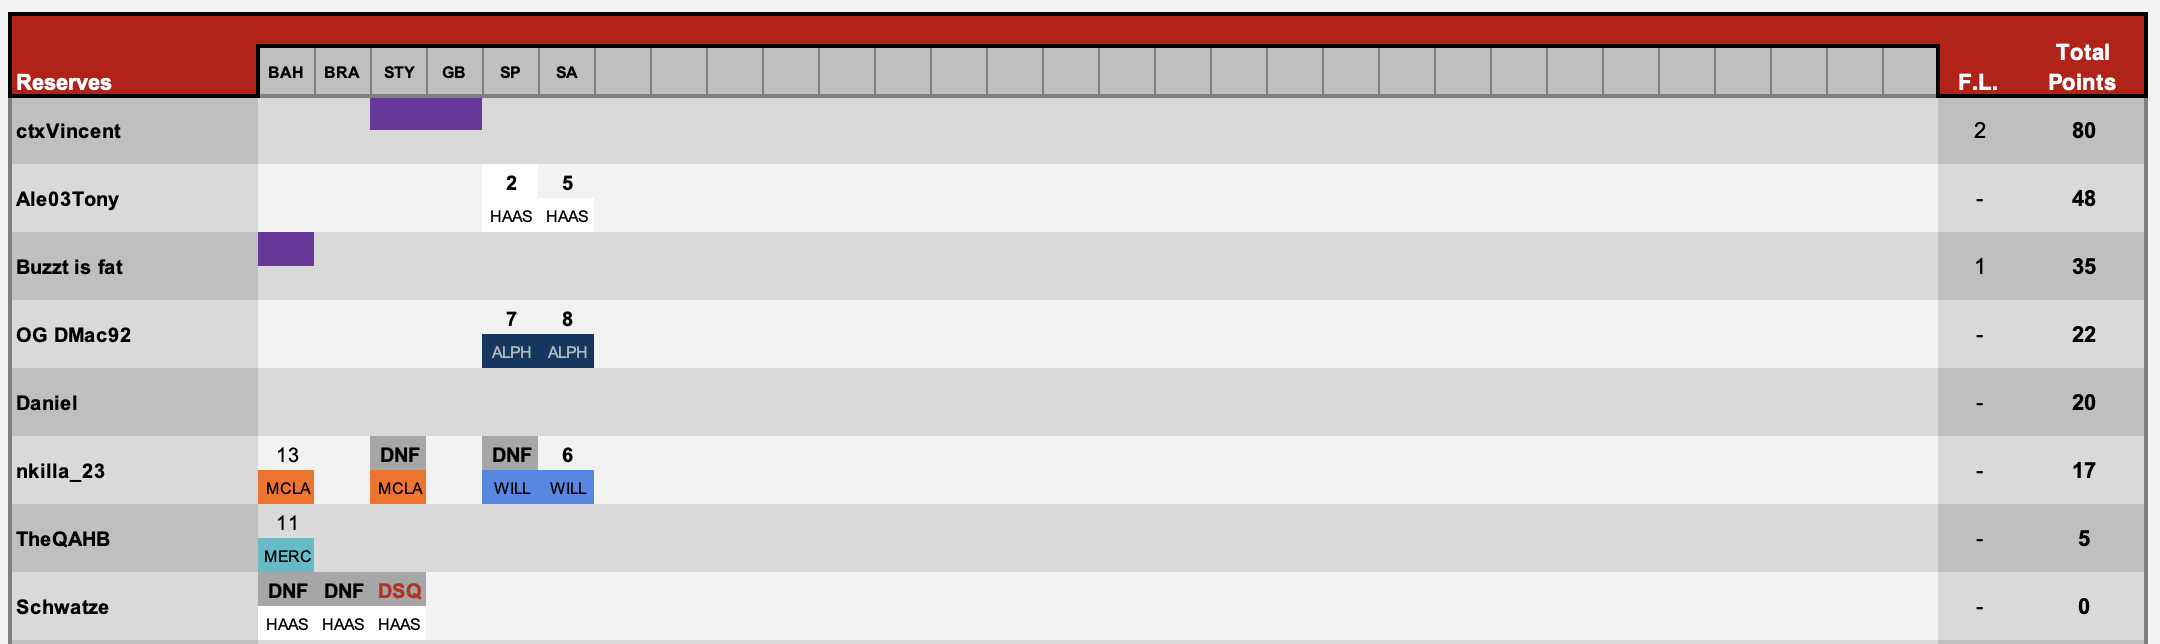 Reserves BAH BRA STY GB SP SA F.L. Total Points
ctxVincent 2 80
2 5
Ale03Tony - 48
HAAS HAAS
Buzzt is fat 1 35
7 8
OG DMac92 - 22
ALPH ALPH
Daniel - 20
13 DNF DNF 6
nkilla_23 - 17
MCLA MCLA WILL WILL
11
TheQAHB - 5
MERC
DNF DNF DSQ
Schwatze - 0
HAAS HAAS HAAS